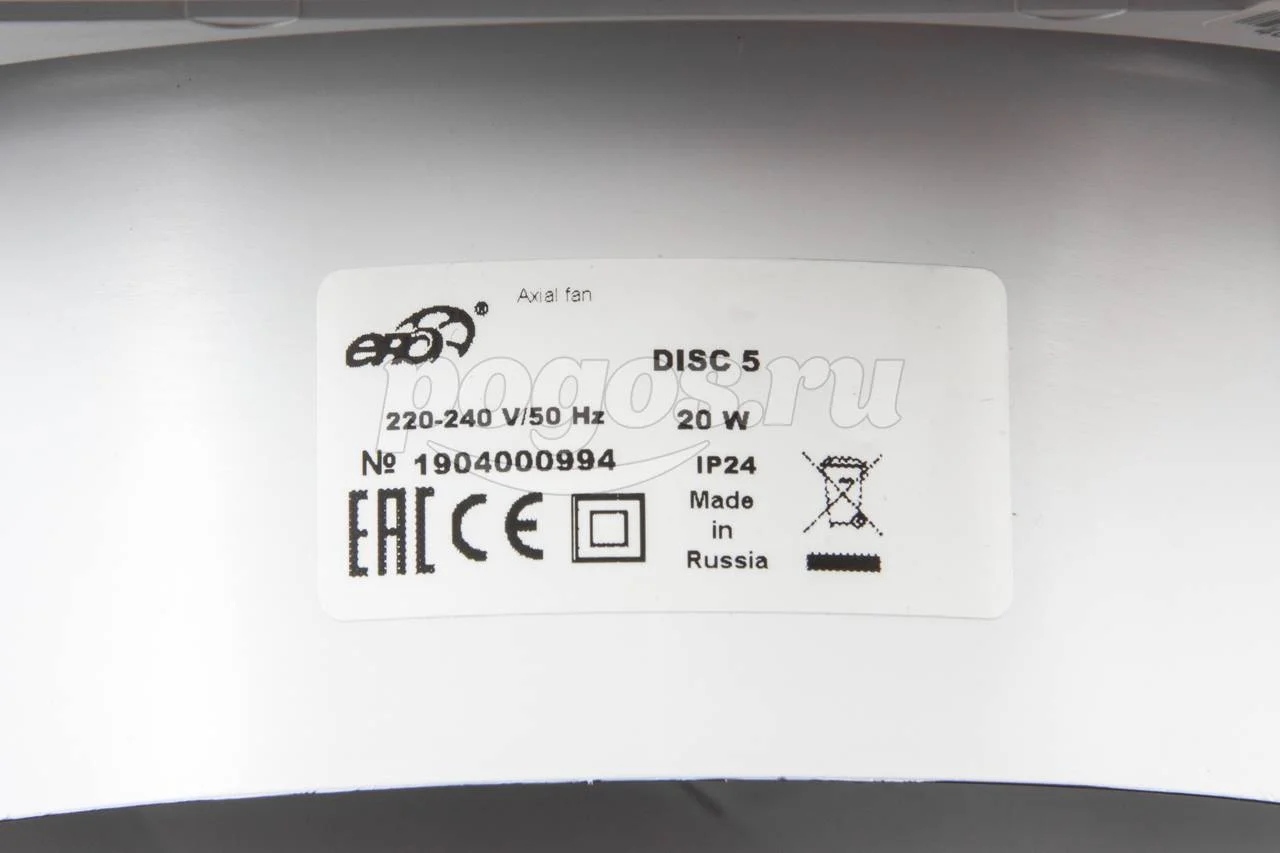 Axial fan
ERA®
DISC 5
pogos.ru
220-240 V/50 Hz 20 W
№ 1904000994 IP24
EAC CE
Made
in
Russia